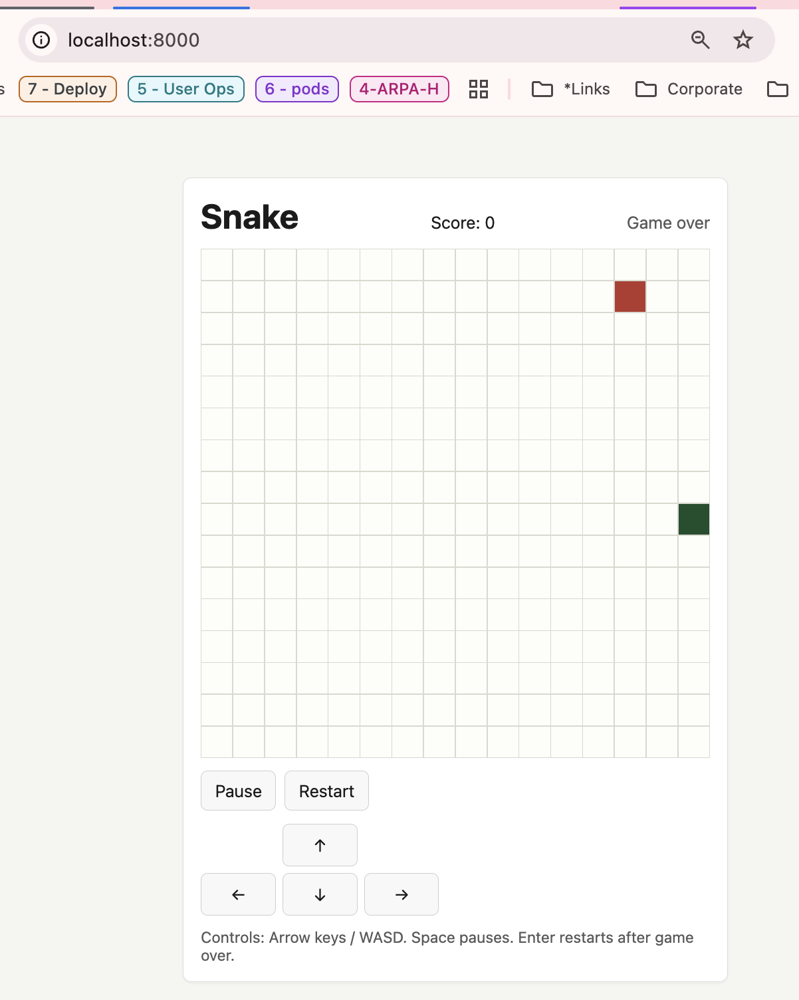 localhost:8000
s 7 - Deploy 5 - User Ops 6 - pods 4-ARPA-H *Links Corporate
Snake Score: 0 Game over
Pause Restart
↑
← ↓ →
Controls: Arrow keys / WASD. Space pauses. Enter restarts after game
over.